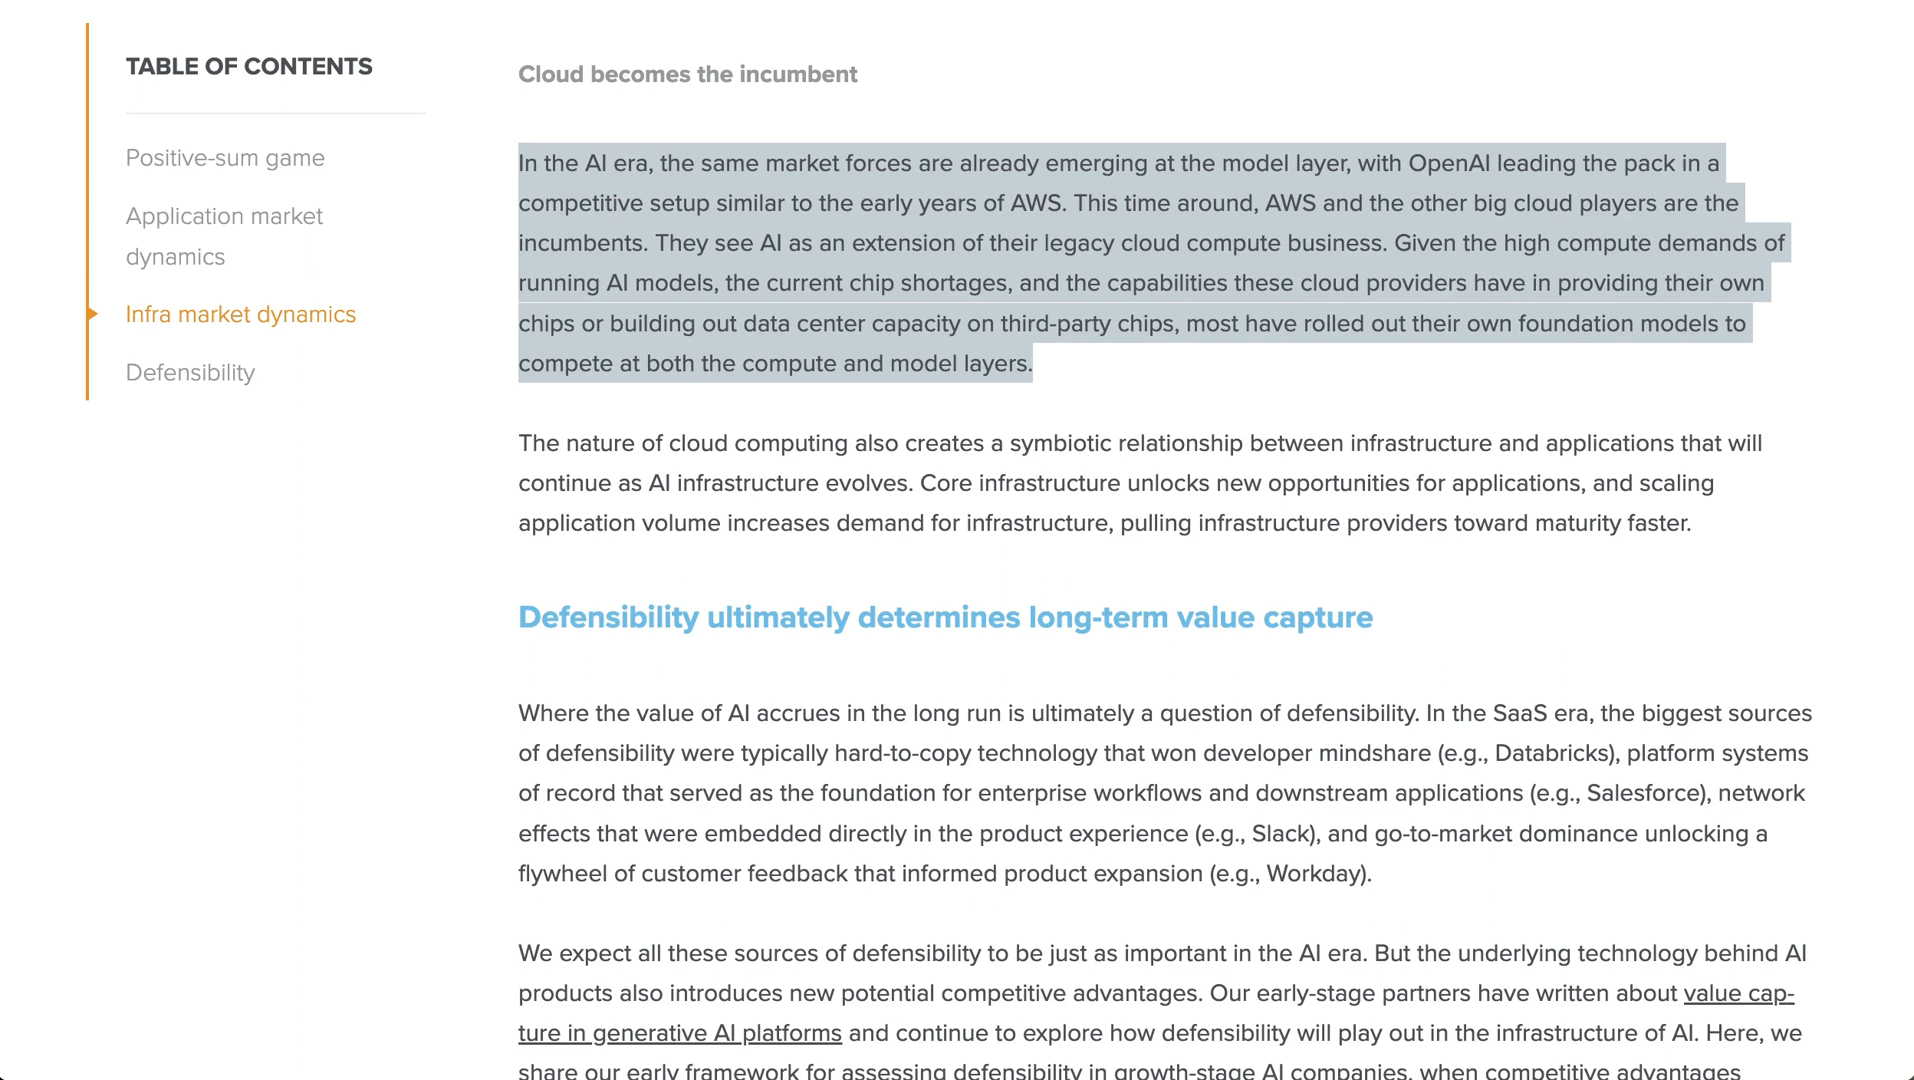 TABLE OF CONTENTS
Positive-sum game
Application market
dynamics
Infra market dynamics
Defensibility
Cloud becomes the incumbent
In the AI era, the same market forces are already emerging at the model layer, with OpenAI leading the pack in a
competitive setup similar to the early years of AWS. This time around, AWS and the other big cloud players are the
incumbents. They see AI as an extension of their legacy cloud compute business. Given the high compute demands of
running AI models, the current chip shortages, and the capabilities these cloud providers have in providing their own
chips or building out data center capacity on third-party chips, most have rolled out their own foundation models to
compete at both the compute and model layers.
The nature of cloud computing also creates a symbiotic relationship between infrastructure and applications that will
continue as AI infrastructure evolves. Core infrastructure unlocks new opportunities for applications, and scaling
application volume increases demand for infrastructure, pulling infrastructure providers toward maturity faster.
Defensibility ultimately determines long-term value capture
Where the value of AI accrues in the long run is ultimately a question of defensibility. In the SaaS era, the biggest sources
of defensibility were typically hard-to-copy technology that won developer mindshare (e.g., Databricks), platform systems
of record that served as the foundation for enterprise workflows and downstream applications (e.g., Salesforce), network
effects that were embedded directly in the product experience (e.g., Slack), and go-to-market dominance unlocking a
flywheel of customer feedback that informed product expansion (e.g., Workday).
We expect all these sources of defensibility to be just as important in the AI era. But the underlying technology behind AI
products also introduces new potential competitive advantages. Our early-stage partners have written about value cap-
ture in generative AI platforms and continue to explore how defensibility will play out in the infrastructure of AI. Here, we
share our early framework for assessing defensibility in growth-stage AI companies, when competitive advantages